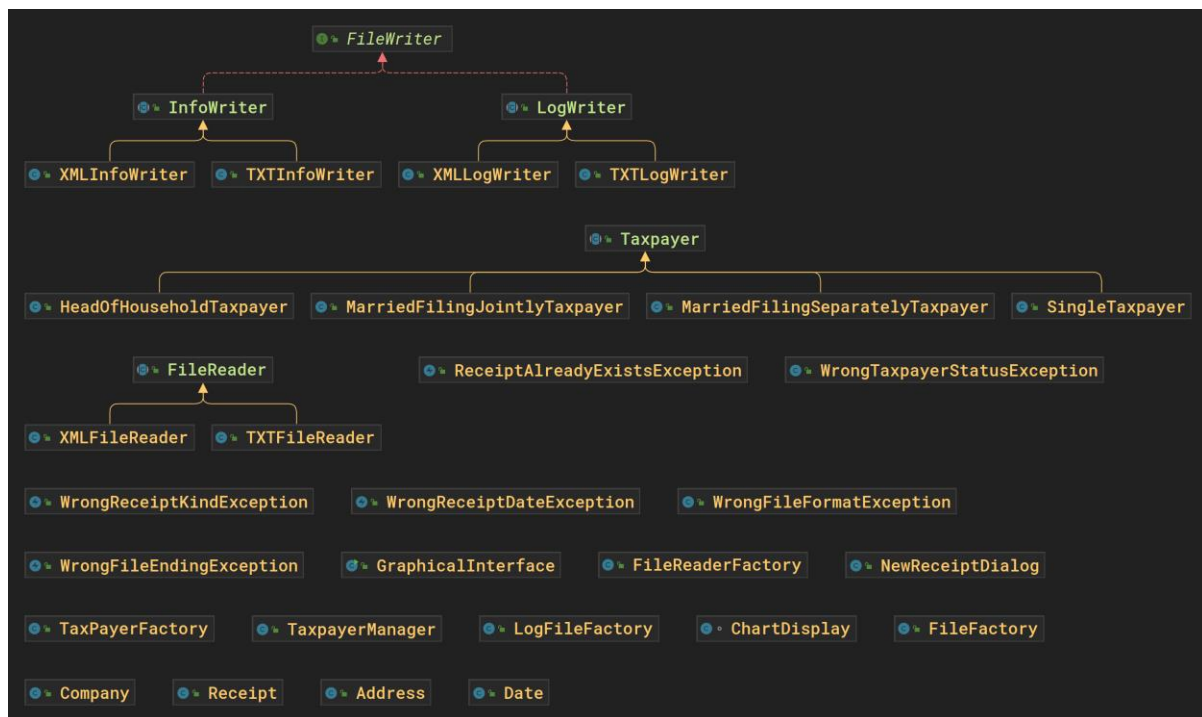 FileWriter
InfoWriter LogWriter
XMLInfoWriter TXTInfoWriter XMLLogWriter TXTLogWriter
Taxpayer
HeadOfHouseholdTaxpayer MarriedFilingJointlyTaxpayer MarriedFilingSeparatelyTaxpayer SingleTaxpayer
FileReader ReceiptAlreadyExistsException WrongTaxpayerStatusException
XMLFileReader TXTFileReader
WrongReceiptKindException WrongReceiptDateException WrongFileFormatException
WrongFileEndingException GraphicalInterface FileReaderFactory NewReceiptDialog
TaxPayerFactory TaxpayerManager LogFileFactory ChartDisplay FileFactory
Company Receipt Address Date